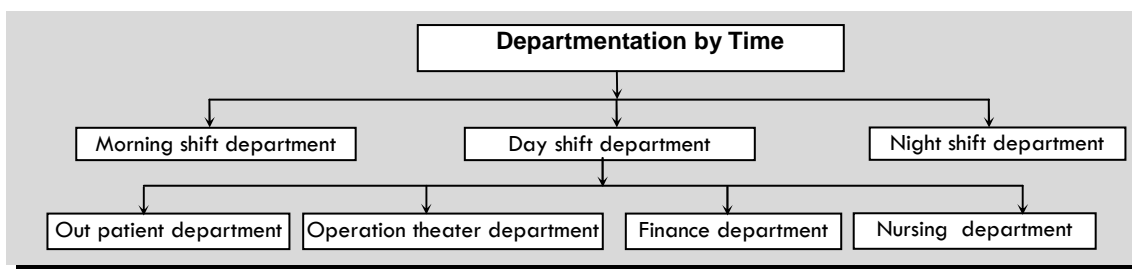 Departmentation by Time
Morning shift department
Day shift department
Night shift department
Out patient department
Operation theater department
Finance department
Nursing department